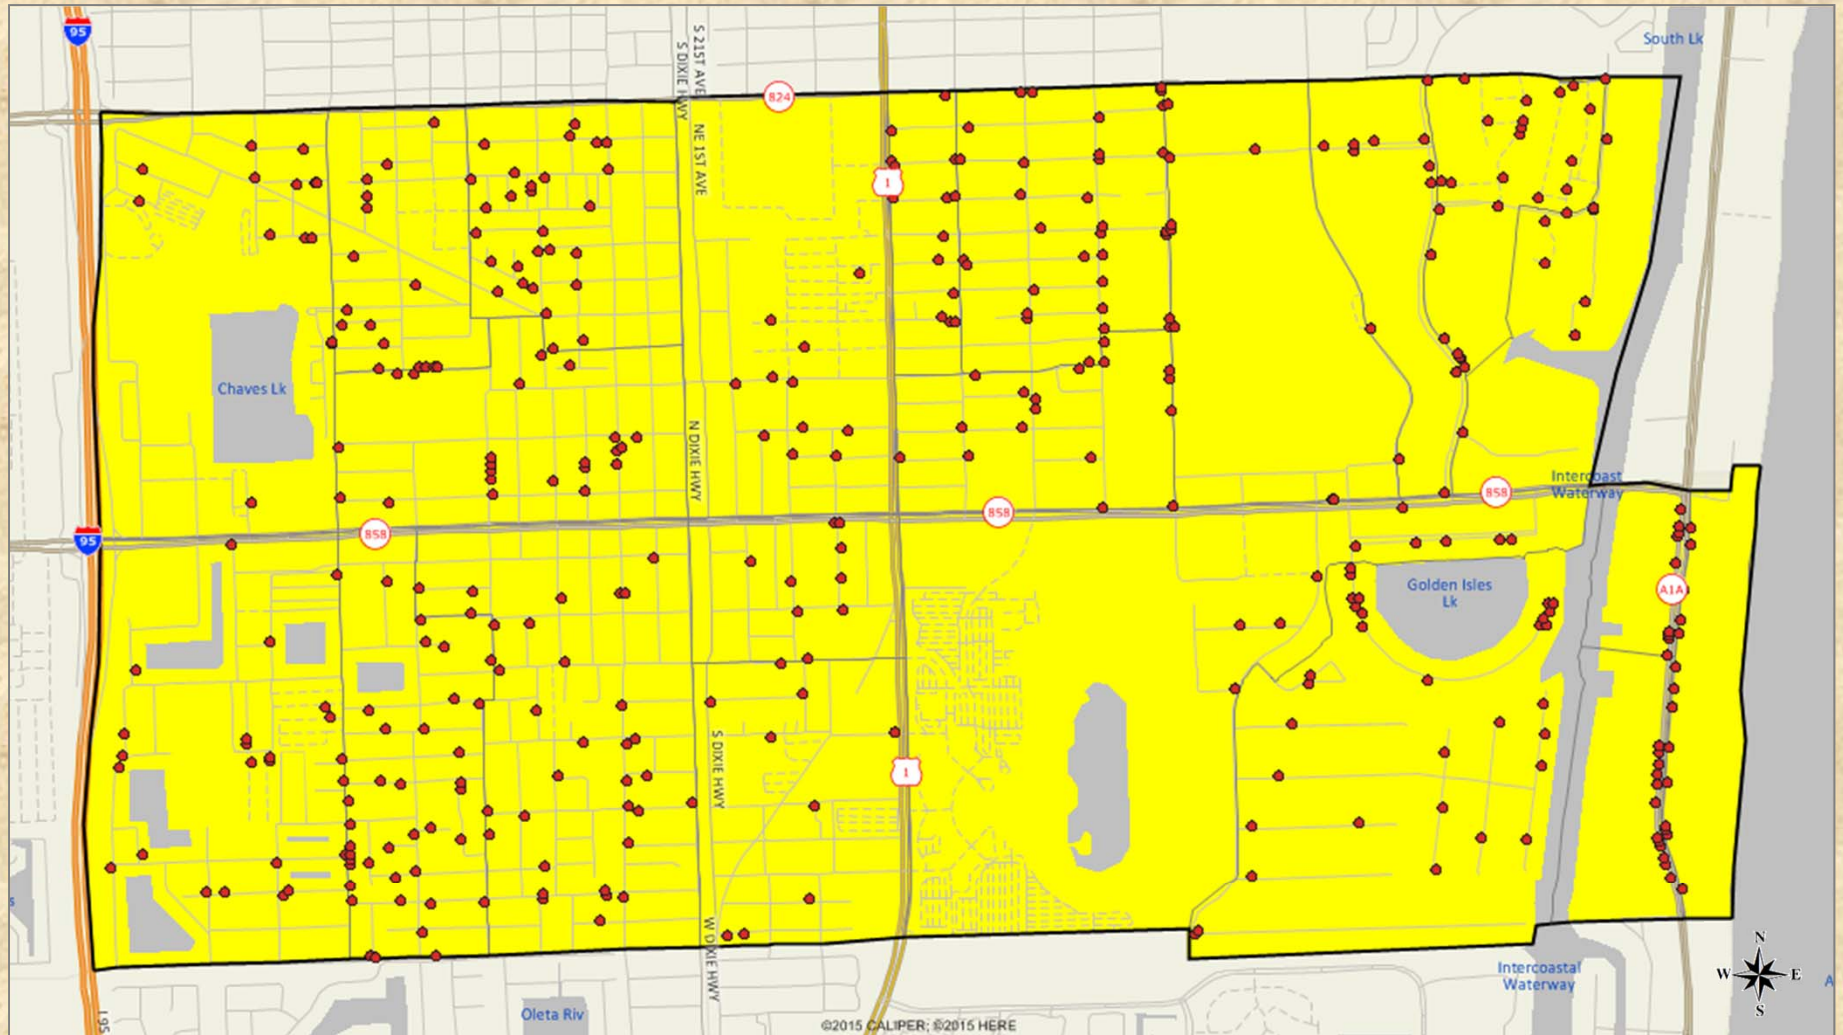 95
South Lk
S 21ST AVE
S DIXIE HWY
824
NE 1ST AVE
1
Chaves Lk
N DIXIE HWY
Intercoast
Waterway
858
858
858
95
Golden Isles
Lk
A1A
S DIXIE HWY
1
W DIXIE HWY
N
W E
S
Intercoastal
Waterway
A
s
Oleta Riv
I 95
©2015 CALIPER; ©2015 HERE